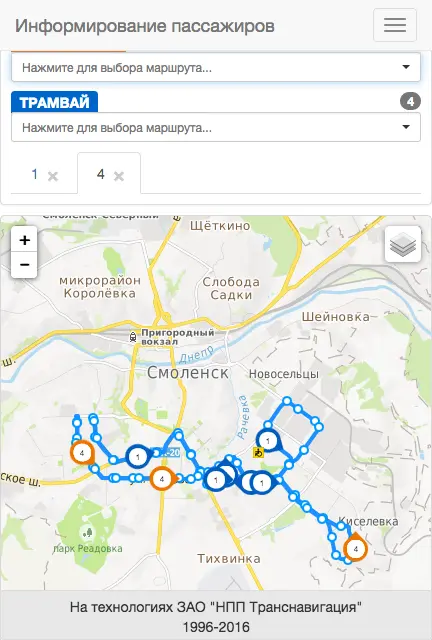 Информирование пассажиров
Нажмите для выбора маршрута...
ТРАМВАЙ 4
Нажмите для выбора маршрута...
1 × 4 ×
Смоленск-Северный
Щёткино
+
−
микрорайон
Королёвка
Слобода
Садки
Шейновка
Пригородный
вокзал
Днепр
Смоленск
Новосельцы
ш.
Рачевка
1
4
1
-20
ское ш.
4
1
1
Киселевка
4
парк Реадовка
Тихвинка
На технологиях ЗАО "НПП Транснавигация"
1996-2016